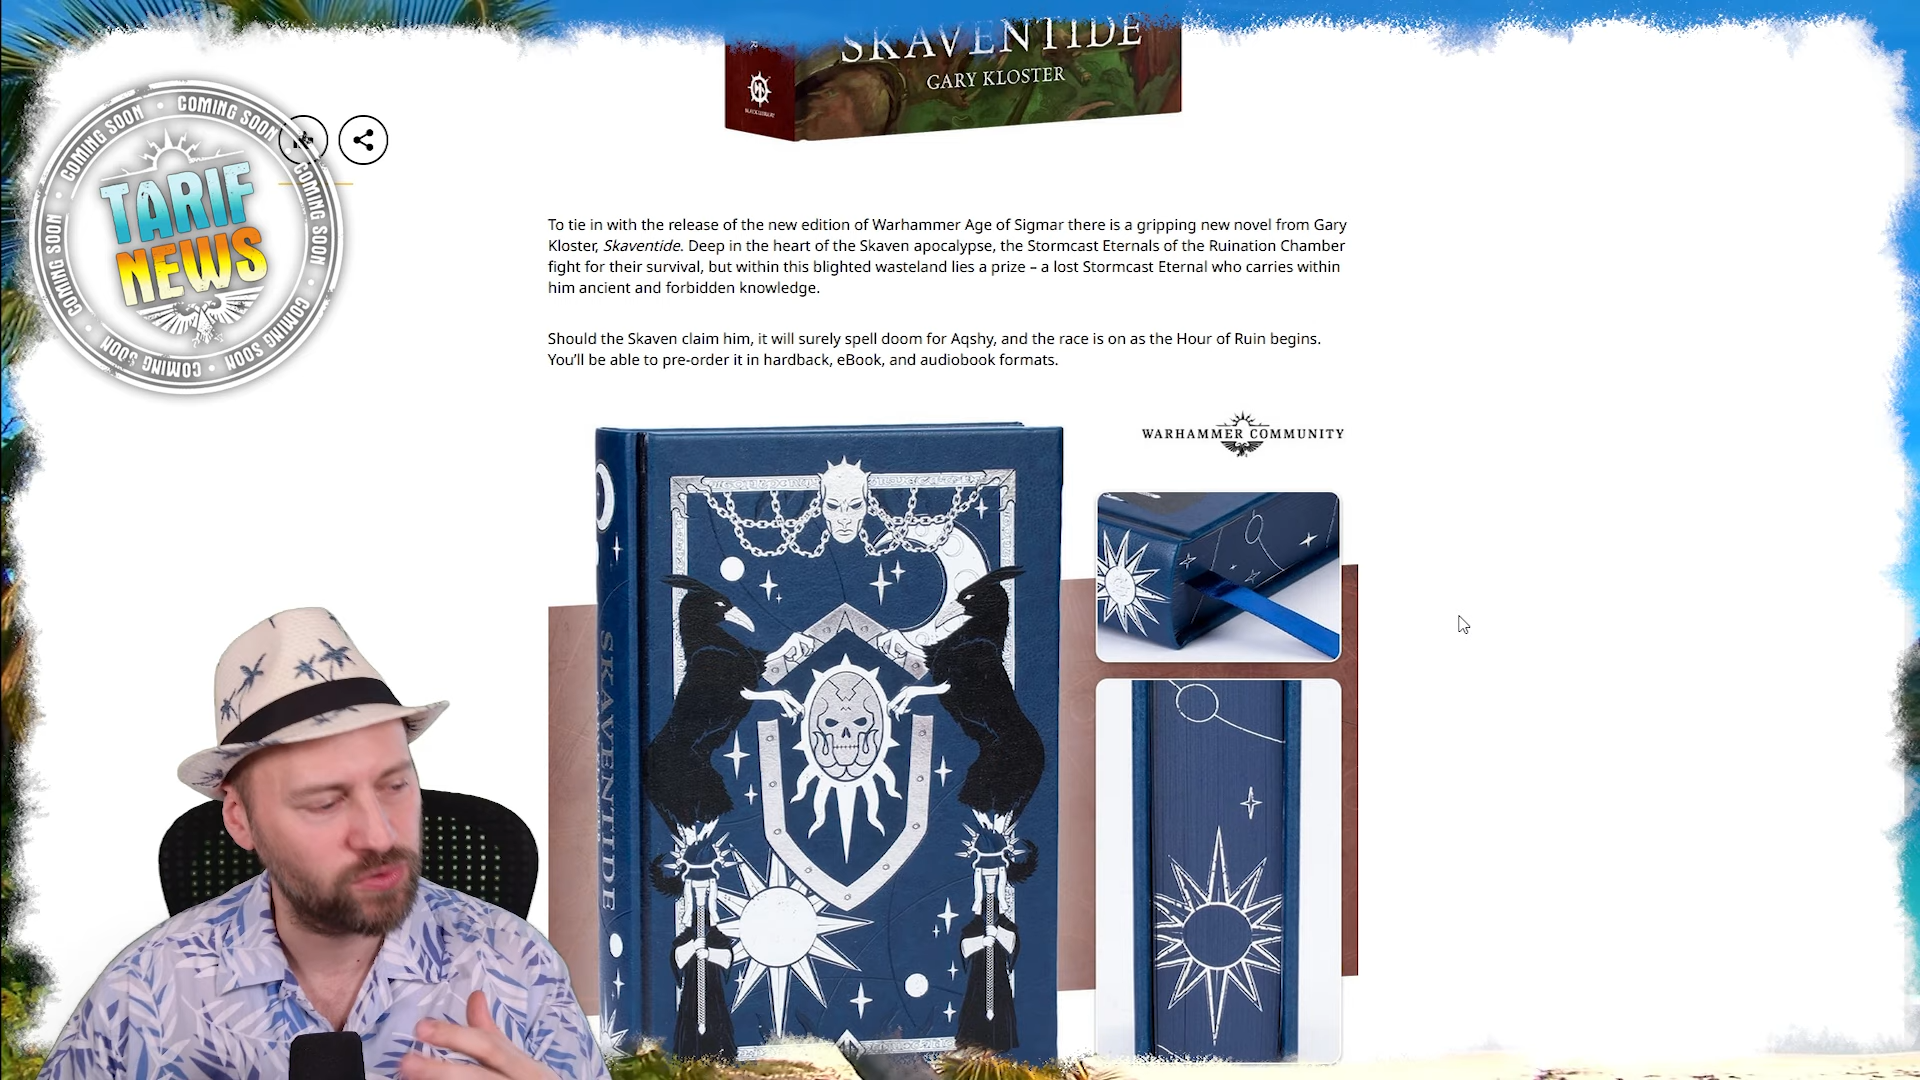 SKAVENTIDE
GARY KLOSTER
COMING SOON • COMING SOON • COMING SOON • COMING SOON • COMING SOON • COMING SOON
TARIF
NEWS
To tie in with the release of the new edition of Warhammer Age of Sigmar there is a gripping new novel from Gary
Kloster, Skaventide. Deep in the heart of the Skaven apocalypse, the Stormcast Eternals of the Ruination Chamber
fight for their survival, but within this blighted wasteland lies a prize – a lost Stormcast Eternal who carries within
him ancient and forbidden knowledge.
Should the Skaven claim him, it will surely spell doom for Aqshy, and the race is on as the Hour of Ruin begins.
You’ll be able to pre-order it in hardback, eBook, and audiobook formats.
WARHAMMER COMMUNITY
SKAVENTIDE